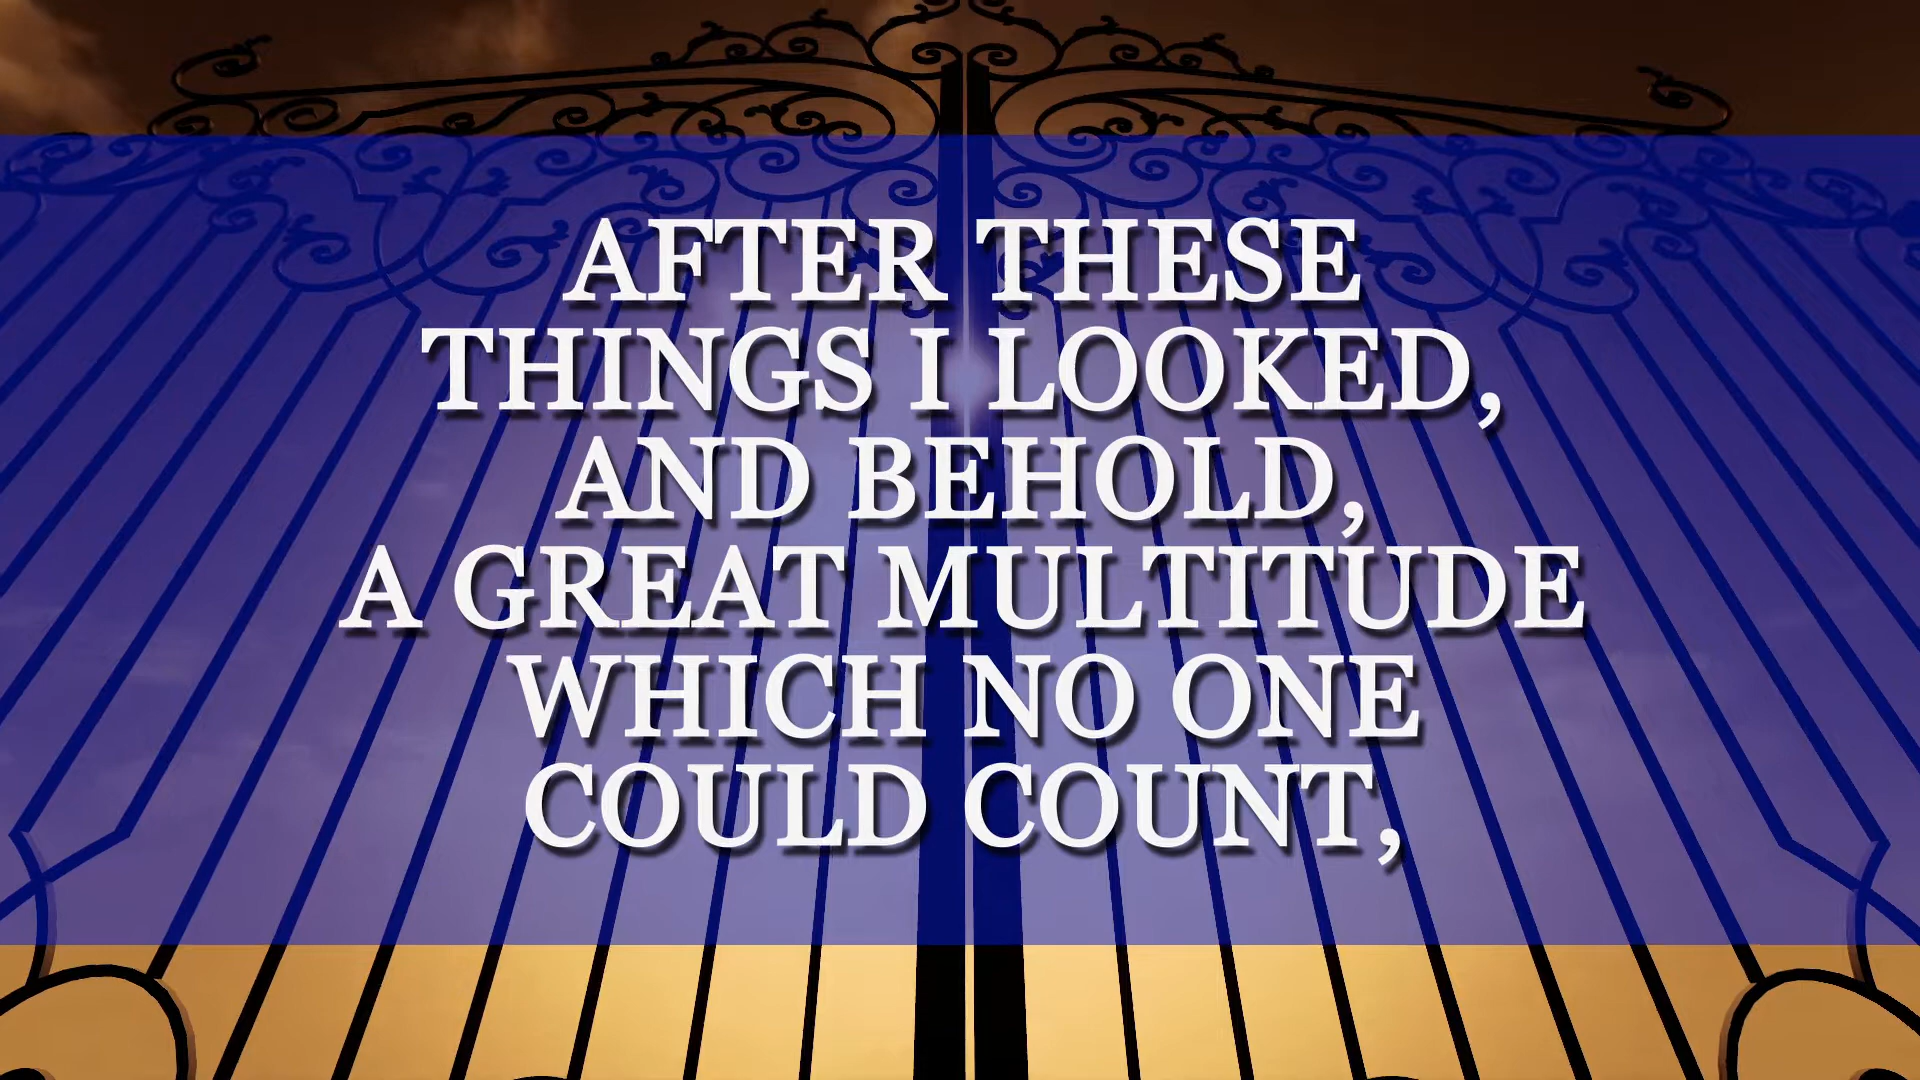 AFTER THESE
THINGS I LOOKED,
AND BEHOLD,
A GREAT MULTITUDE
WHICH NO ONE
COULD COUNT,